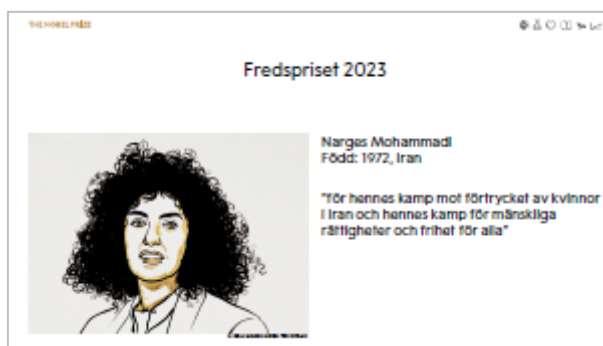 THE NOBEL PRIZE
Fredspriset 2023
Narges Mohammadi
Född: 1972, Iran
"för hennes kamp mot förtrycket av kvinnor
i Iran och hennes kamp för mänskliga
rättigheter och frihet för alla"